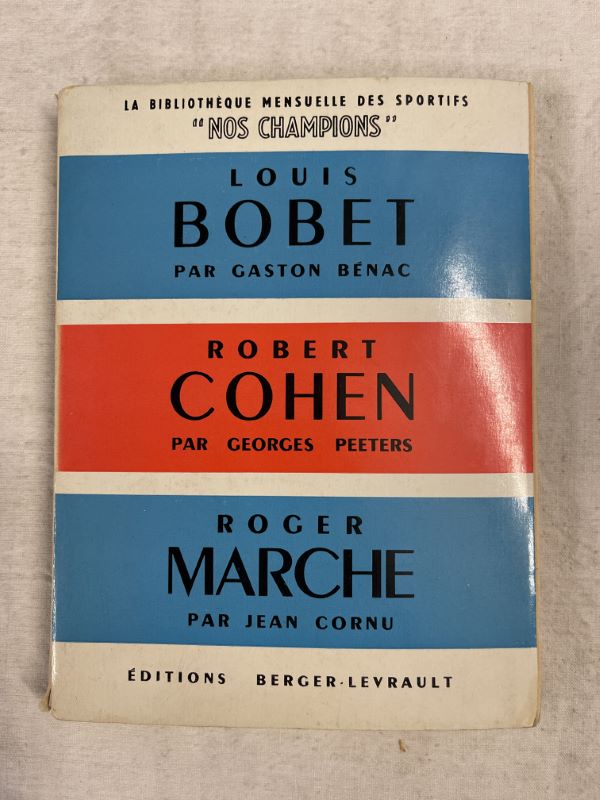 LA BIBLIOTHÈQUE MENSUELLE DES SPORTIFS
"NOS CHAMPIONS"
LOUIS
BOBET
PAR GASTON BÉNAC
ROBERT
COHEN
PAR GEORGES PEETERS
ROGER
MARCHE
PAR JEAN CORNU
ÉDITIONS BERGER-LEVRAULT